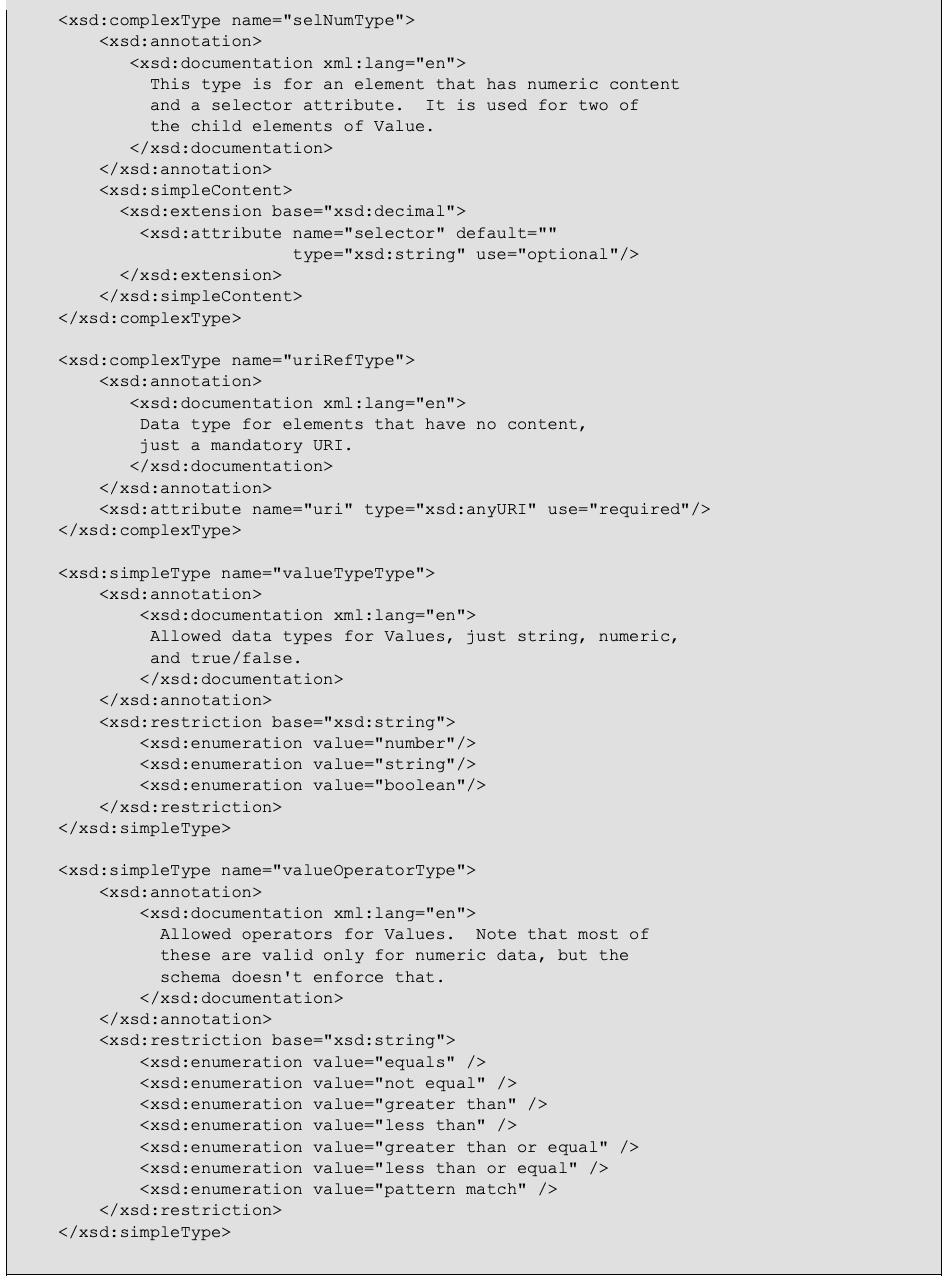 <xsd:complexType name="selNumType">
    <xsd:annotation>
       <xsd:documentation xml:lang="en">
         This type is for an element that has numeric content
         and a selector attribute.  It is used for two of
         the child elements of Value.
       </xsd:documentation>
    </xsd:annotation>
    <xsd:simpleContent>
      <xsd:extension base="xsd:decimal">
        <xsd:attribute name="selector" default=""
                       type="xsd:string" use="optional"/>
      </xsd:extension>
    </xsd:simpleContent>
</xsd:complexType>

<xsd:complexType name="uriRefType">
    <xsd:annotation>
       <xsd:documentation xml:lang="en">
        Data type for elements that have no content,
        just a mandatory URI.
       </xsd:documentation>
    </xsd:annotation>
    <xsd:attribute name="uri" type="xsd:anyURI" use="required"/>
</xsd:complexType>

<xsd:simpleType name="valueTypeType">
    <xsd:annotation>
        <xsd:documentation xml:lang="en">
         Allowed data types for Values, just string, numeric,
         and true/false.
        </xsd:documentation>
    </xsd:annotation>
    <xsd:restriction base="xsd:string">
        <xsd:enumeration value="number"/>
        <xsd:enumeration value="string"/>
        <xsd:enumeration value="boolean"/>
    </xsd:restriction>
</xsd:simpleType>

<xsd:simpleType name="valueOperatorType">
    <xsd:annotation>
        <xsd:documentation xml:lang="en">
          Allowed operators for Values.  Note that most of
          these are valid only for numeric data, but the
          schema doesn't enforce that.
        </xsd:documentation>
    </xsd:annotation>
    <xsd:restriction base="xsd:string">
        <xsd:enumeration value="equals" />
        <xsd:enumeration value="not equal" />
        <xsd:enumeration value="greater than" />
        <xsd:enumeration value="less than" />
        <xsd:enumeration value="greater than or equal" />
        <xsd:enumeration value="less than or equal" />
        <xsd:enumeration value="pattern match" />
    </xsd:restriction>
</xsd:simpleType>